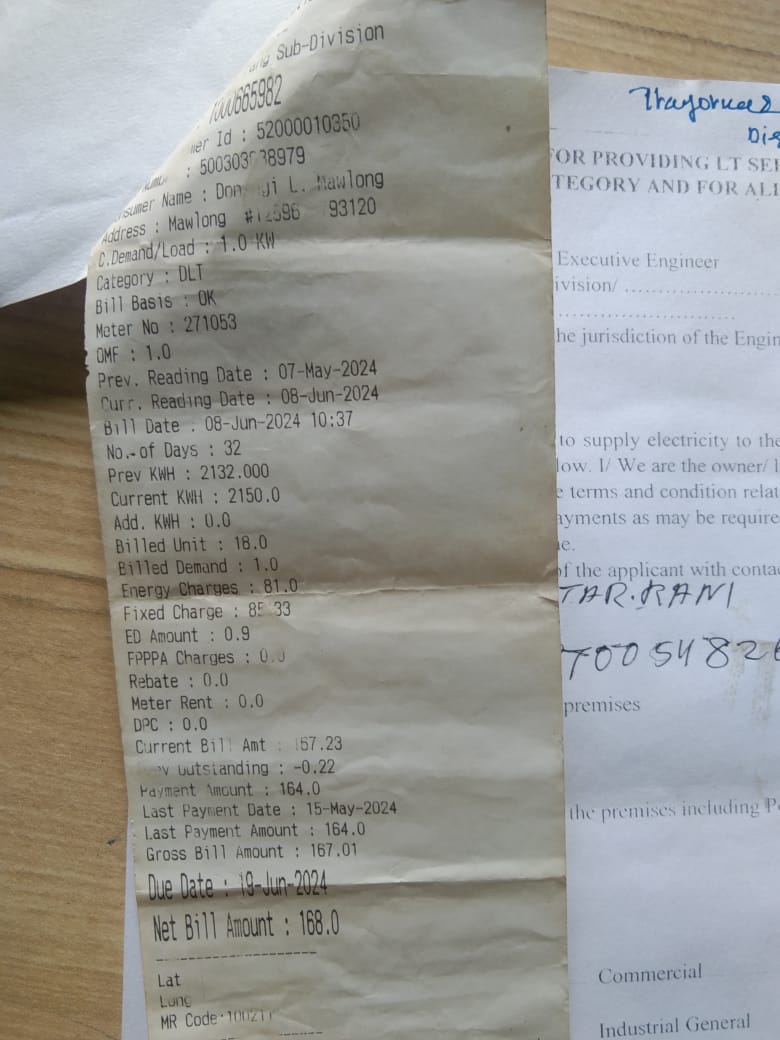 Sub-Division
1000665982
Id : 52000010350
: 5003038979
Consumer Name : L. Mawlong
Address : Mawlong 93120
C.Demand/Load : 1.0 KW
Category : DLT
Bill Basis : OK
Meter No : 271053
OMF : 1.0
Prev. Reading Date : 07-May-2024
Curr. Reading Date : 08-Jun-2024
Bill Date : 08-Jun-2024 10:37
No. of Days : 32
Prev KWH : 2132.000
Current KWH : 2150.0
Add. KWH : 0.0
Billed Unit : 18.0
Billed Demand : 1.0
Energy Charges : 81.0
Fixed Charge : 85.33
ED Amount : 0.9
FPPPA Charges : 0.0
Rebate : 0.0
Meter Rent : 0.0
DPC : 0.0
Current Bill Amt : 167.23
Outstanding : -0.22
Payment Amount : 164.0
Last Payment Date : 15-May-2024
Last Payment Amount : 164.0
Gross Bill Amount : 167.01
Due Date : 19-Jun-2024
Net Bill Amount : 168.0
Lat
Long
MR Code:
FOR PROVIDING LT
TEGORY AND FOR
Executive Engineer
ivision/
he jurisdiction of the
to supply electricity to the
low. I/ We are the owner/
terms and condition
ayments as may be require
e.
of the applicant with
TAR.RANI
7005482
premises
the premises including
Commercial
Industrial General